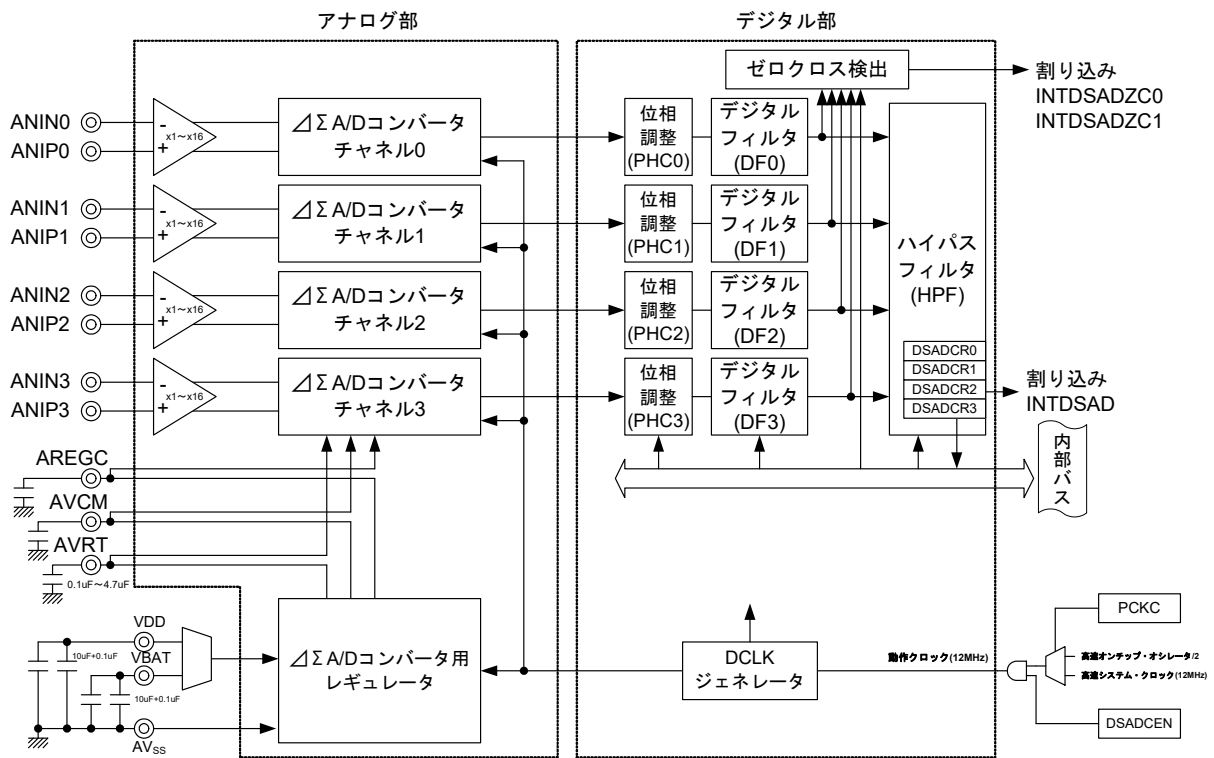 アナログ部
デジタル部
ゼロクロス検出
割り込み
INTDSADZC0
INTDSADZC1
ANIN0
ANIP0
-
+
x1～x16
⊿Σ A/Dコンバータ
チャネル0
位相
調整
(PHC0)
デジタル
フィルタ
(DF0)
ANIN1
ANIP1
-
+
x1～x16
⊿Σ A/Dコンバータ
チャネル1
位相
調整
(PHC1)
デジタル
フィルタ
(DF1)
ハイパス
フィルタ
(HPF)
ANIN2
ANIP2
-
+
x1～x16
⊿Σ A/Dコンバータ
チャネル2
位相
調整
(PHC2)
デジタル
フィルタ
(DF2)
ANIN3
ANIP3
-
+
x1～x16
⊿Σ A/Dコンバータ
チャネル3
位相
調整
(PHC3)
デジタル
フィルタ
(DF3)
DSADCR0
DSADCR1
DSADCR2
DSADCR3
割り込み
INTDSAD
内部バス
AREGC
AVCM
AVRT
0.1uF～4.7uF
VDD
10uF+0.1uF
VBAT
10uF+0.1uF
AVSS
⊿Σ A/Dコンバータ用
レギュレータ
DCLK
ジェネレータ
動作クロック(12MHz)
PCKC
高速オンチップ・オシレータ/2
高速システム・クロック(12MHz)
DSADCEN